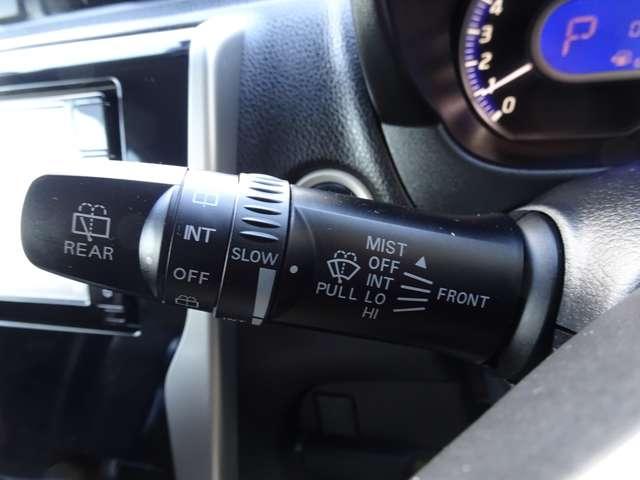 REAR
INT
OFF
SLOW
MIST
OFF
INT
PULL LO
HI
FRONT
4
3
2
1
0
P